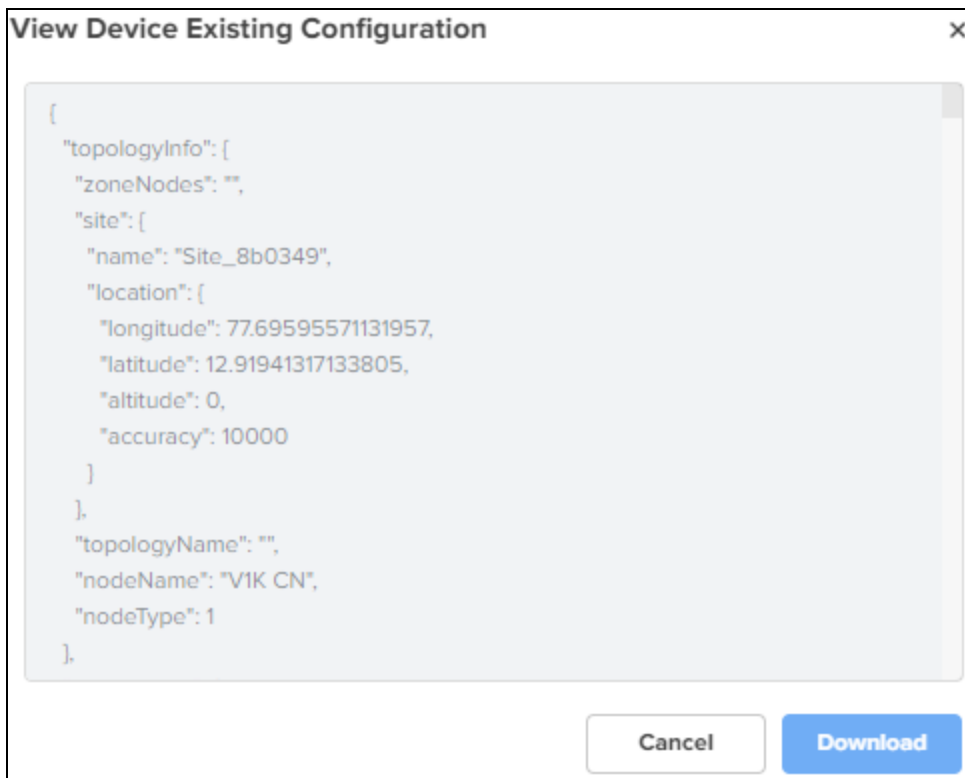 View Device Existing Configuration ×
{
"topologyInfo": {
"zoneNodes": "",
"site": {
"name": "Site_8b0349",
"location": {
"longitude": 77.69595571131957,
"latitude": 12.91941317133805,
"altitude": 0,
"accuracy": 10000
}
},
"topologyName": "",
"nodeName": "V1K CN",
"nodeType": 1
},
Cancel Download